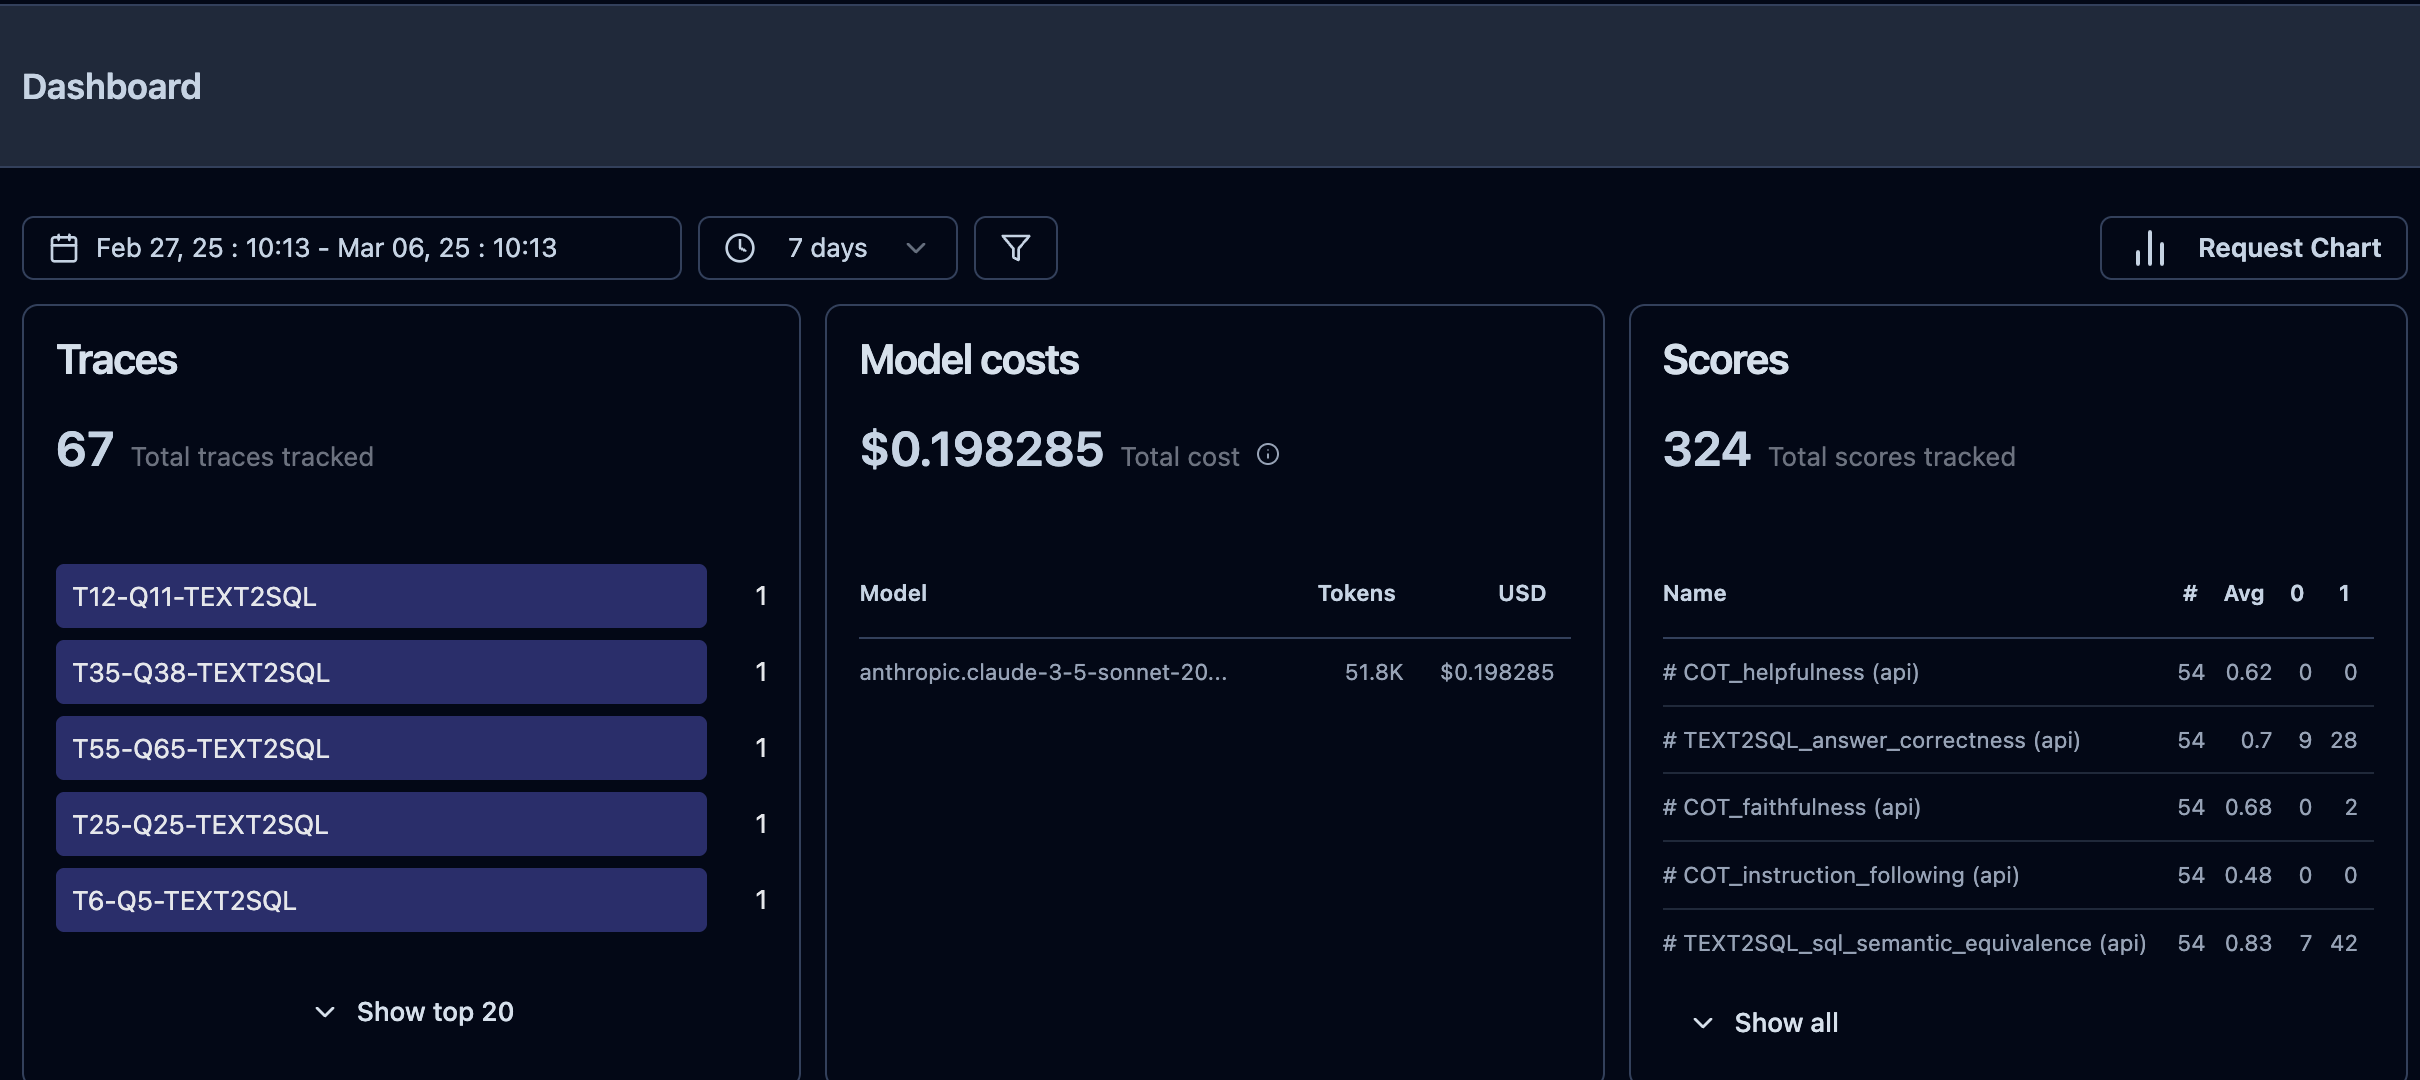 Dashboard
Feb 27, 25 : 10:13 - Mar 06, 25 : 10:13
7 days
Request Chart
Traces
67 Total traces tracked
T12-Q11-TEXT2SQL 1
T35-Q38-TEXT2SQL 1
T55-Q65-TEXT2SQL 1
T25-Q25-TEXT2SQL 1
T6-Q5-TEXT2SQL 1
Show top 20
Model costs
$0.198285 Total cost
Model Tokens USD
anthropic.claude-3-5-sonnet-20... 51.8K $0.198285
Scores
324 Total scores tracked
Name # Avg 0 1
# COT_helpfulness (api) 54 0.62 0 0
# TEXT2SQL_answer_correctness (api) 54 0.7 9 28
# COT_faithfulness (api) 54 0.68 0 2
# COT_instruction_following (api) 54 0.48 0 0
# TEXT2SQL_sql_semantic_equivalence (api) 54 0.83 7 42
Show all